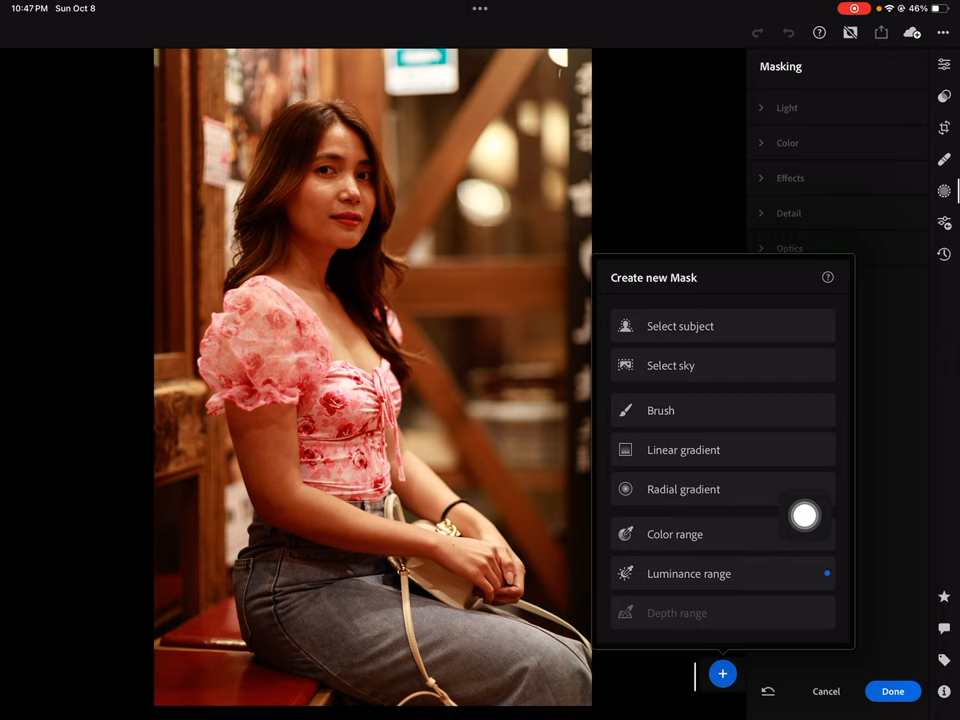 10:47 PM Sun Oct 8
46%
Masking
Light
Color
Effects
Detail
Optics
Create new Mask
Select subject
Select sky
Brush
Linear gradient
Radial gradient
Color range
Luminance range
Depth range
Cancel
Done